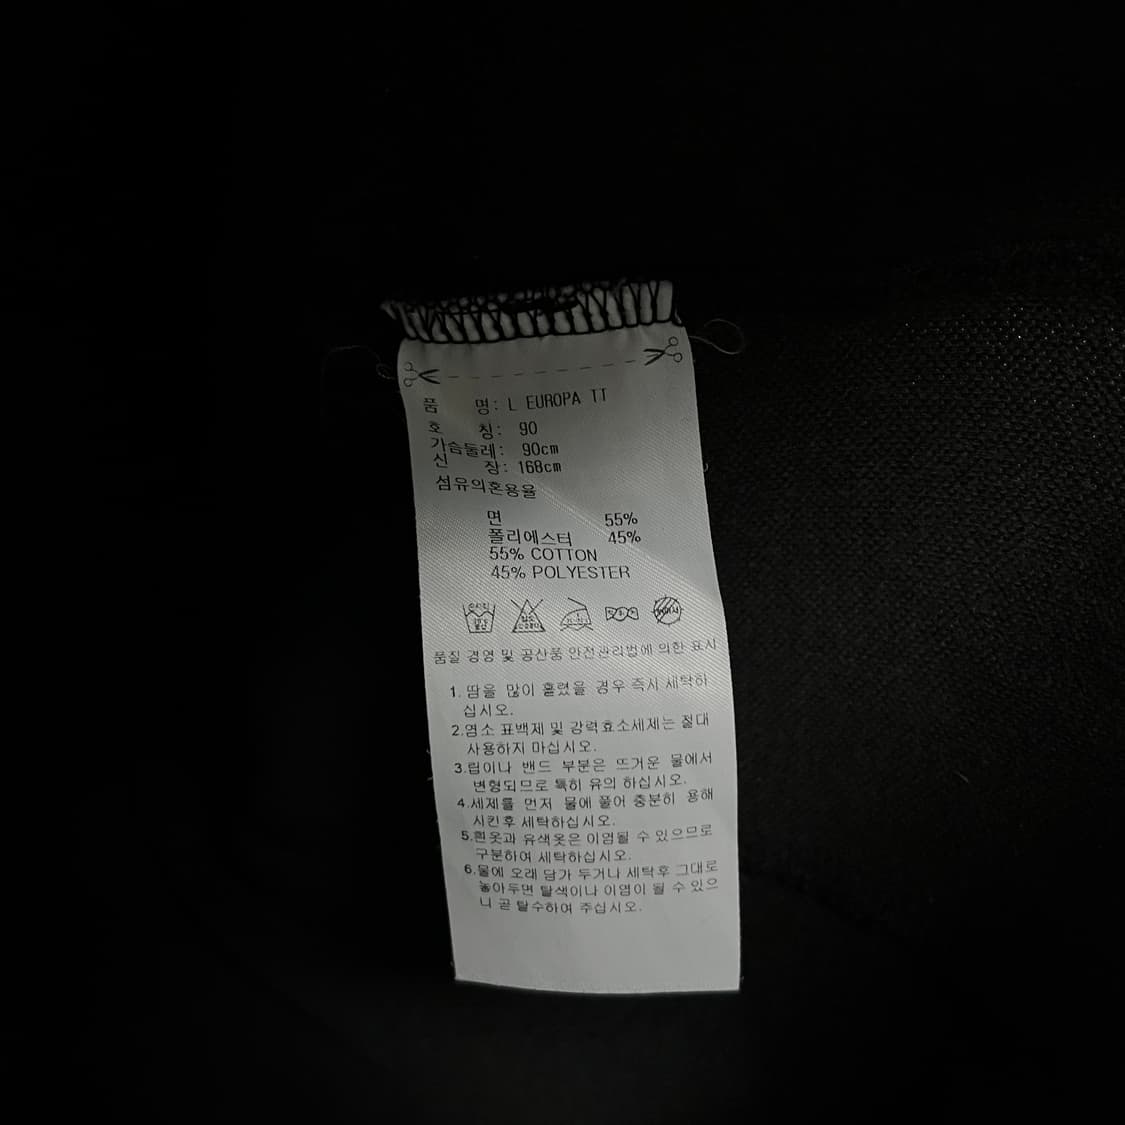 품 명: L EUROPA TT
호 칭: 90
가슴둘레: 90cm
신 장: 168cm
섬유의혼용율
면 55%
폴리에스터 45%
55% COTTON
45% POLYESTER
품질 경영 및 공산품 안전관리법에 의한 표시
1. 땀을 많이 흘렸을 경우 즉시 세탁하
십시오.
2.염소 표백제 및 강력효소세제는 절대
사용하지 마십시오.
3.립이나 밴드 부분은 뜨거운 물에서
변형되므로 특히 유의 하십시오.
4.세제를 먼저 물에 풀어 충분히 용해
시킨후 세탁하십시오.
5.흰옷과 유색옷은 이염될 수 있으므로
구분하여 세탁하십시오.
6.물에 오래 담가 두거나 세탁후 그대로
놓아두면 탈색이나 이염이 될 수 있으
니 곧 탈수하여 주십시오.